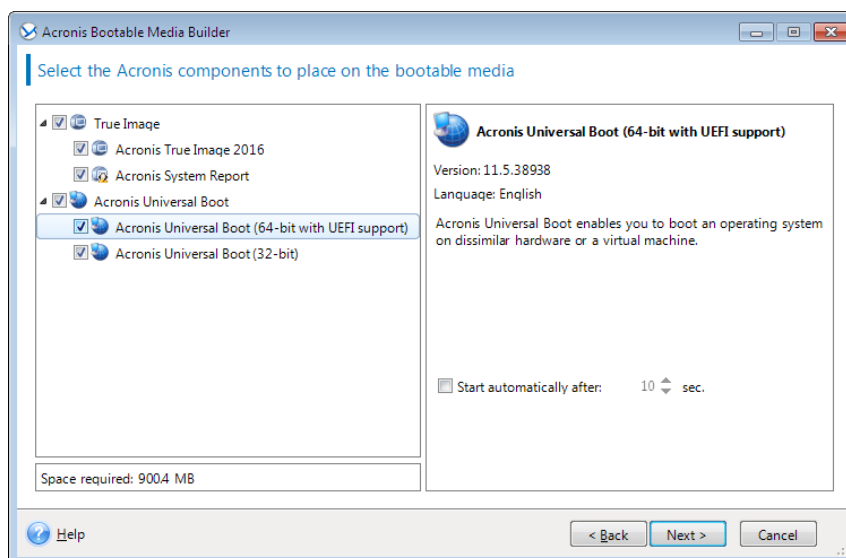 Acronis Bootable Media Builder
Select the Acronis components to place on the bootable media
True Image
Acronis True Image 2016
Acronis System Report
Acronis Universal Boot
Acronis Universal Boot (64-bit with UEFI support)
Acronis Universal Boot (32-bit)
Space required: 900.4 MB
Acronis Universal Boot (64-bit with UEFI support)
Version: 11.5.38938
Language: English
Acronis Universal Boot enables you to boot an operating system
on dissimilar hardware or a virtual machine.
Start automatically after: 10 sec.
Help
< Back
Next >
Cancel